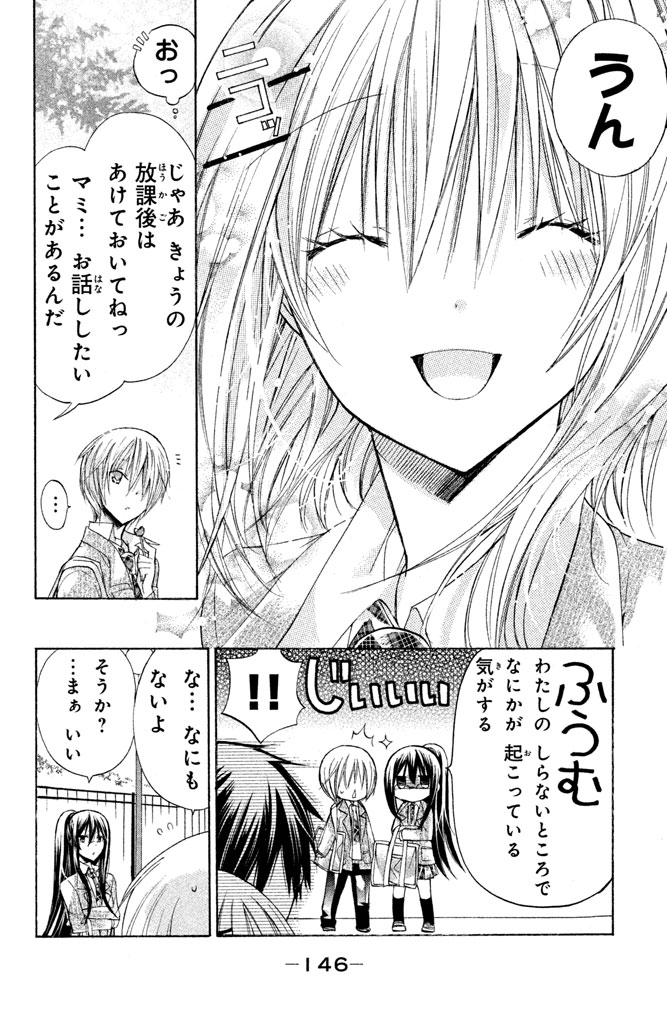 うん
ニコッ
おっ
じゃあ きょうの
放課後は
あけておいてねっ
マミ… お話ししたい
ことがあるんだ
…
ふうむ
わたしの しらないところで
なにかが 起こっている
気がする
じいいいい
!!
な… なにも
ないよ
そうか?
…まぁ いい
―146―